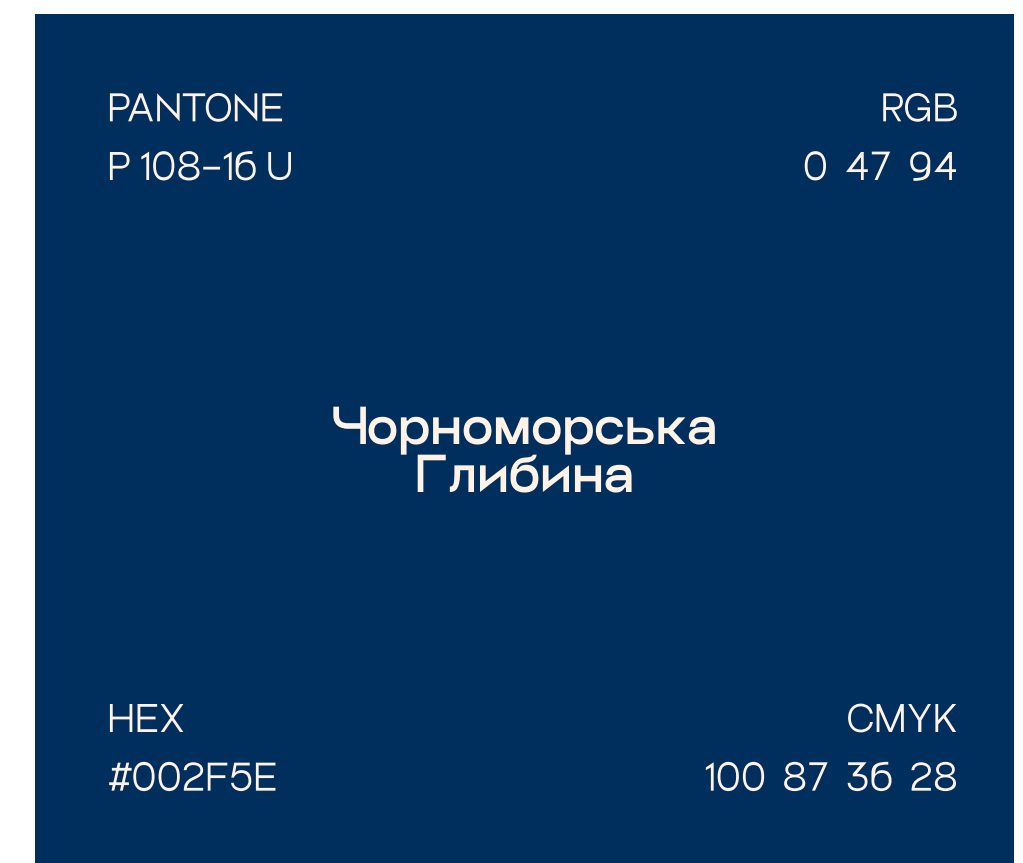 PANTONE
P 108-16 U
RGB
0 47 94
Чорноморська
Глибина
HEX
#002F5E
CMYK
100 87 36 28